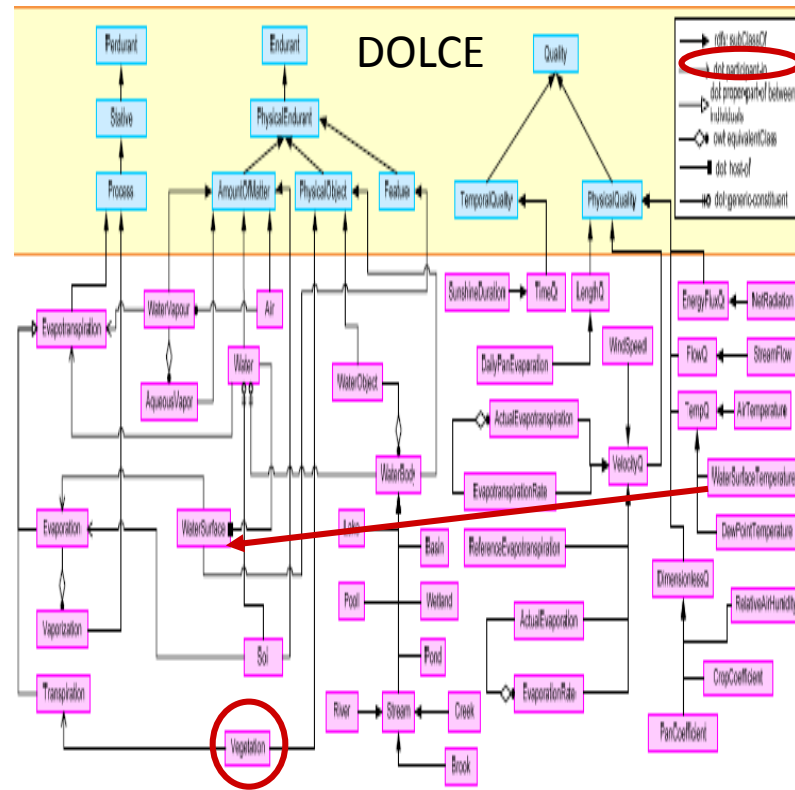 DOLCE
Perdurant
Endurant
Quality
Stative
PhysicalEndurant
Process
AmountOfMatter
PhysicalObject
Feature
TemporalQuality
PhysicalQuality
rdfs:subClassOf
dol:participant-in
dol:proper-part-of between
individuals
owl:equivalentClass
dol:host-of
dol:generic-constituent
Evapotranspiration
WaterVapour
Air
SunshineDuration
TimeQ
LengthQ
EnergyFluxQ
NetRadiation
Water
WaterObject
DailyPanEvaporation
WindSpeed
FlowQ
StreamFlow
AqueousVapor
ActualEvapotranspiration
TempQ
AirTemperature
WaterBody
EvapotranspirationRate
VelocityQ
WaterSurfaceTemperature
Evaporation
WaterSurface
Lake
Basin
ReferenceEvapotranspiration
DewPointTemperature
DimensionlessQ
Pool
Wetland
ActualEvaporation
RelativeAirHumidity
Vaporization
Soil
Pond
Transpiration
EvaporationRate
CropCoefficient
River
Stream
Creek
Vegetation
PanCoefficient
Brook